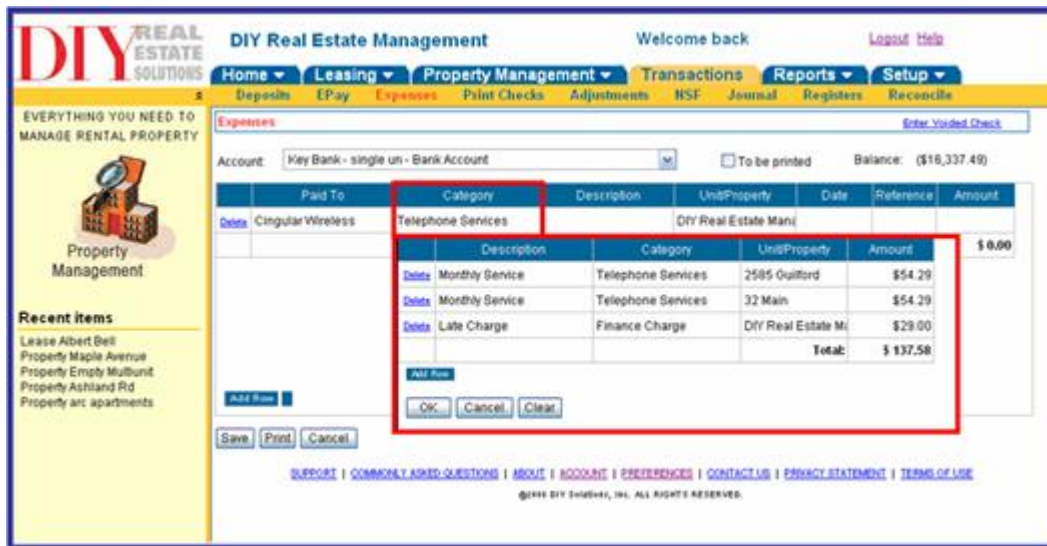 DIY REAL ESTATE SOLUTIONS
DIY Real Estate Management Welcome back Logout Help
Home Leasing Property Management Transactions Reports Setup
Deposits EPay Expenses Print Checks Adjustments NSF Journal Registers Reconcile
EVERYTHING YOU NEED TO
MANAGE RENTAL PROPERTY
Property
Management
Recent items
Lease Albert Bell
Property Maple Avenue
Property Empty Multiunit
Property Ashland Rd
Property arc apartments
Expenses Enter Voided Check
Account Key Bank - single un - Bank Account To be printed Balance: ($16,337.49)
Paid To Category Description Unit/Property Date Reference Amount
Delete Cingular Wireless Telephone Services DIY Real Estate Mana
$ 0.00
Description Category Unit/Property Amount
Delete Monthly Service Telephone Services 2585 Guilford $54.29
Delete Monthly Service Telephone Services 32 Main $54.29
Delete Late Charge Finance Charge DIY Real Estate Ma $29.00
Total: $ 137.58
Add Row
OK Cancel Clear
Add Row
Save Print Cancel
SUPPORT | COMMONLY ASKED QUESTIONS | ABOUT | ACCOUNT | PREFERENCES | CONTACT US | PRIVACY STATEMENT | TERMS OF USE
DIY Solutions, Inc. ALL RIGHTS RESERVED.